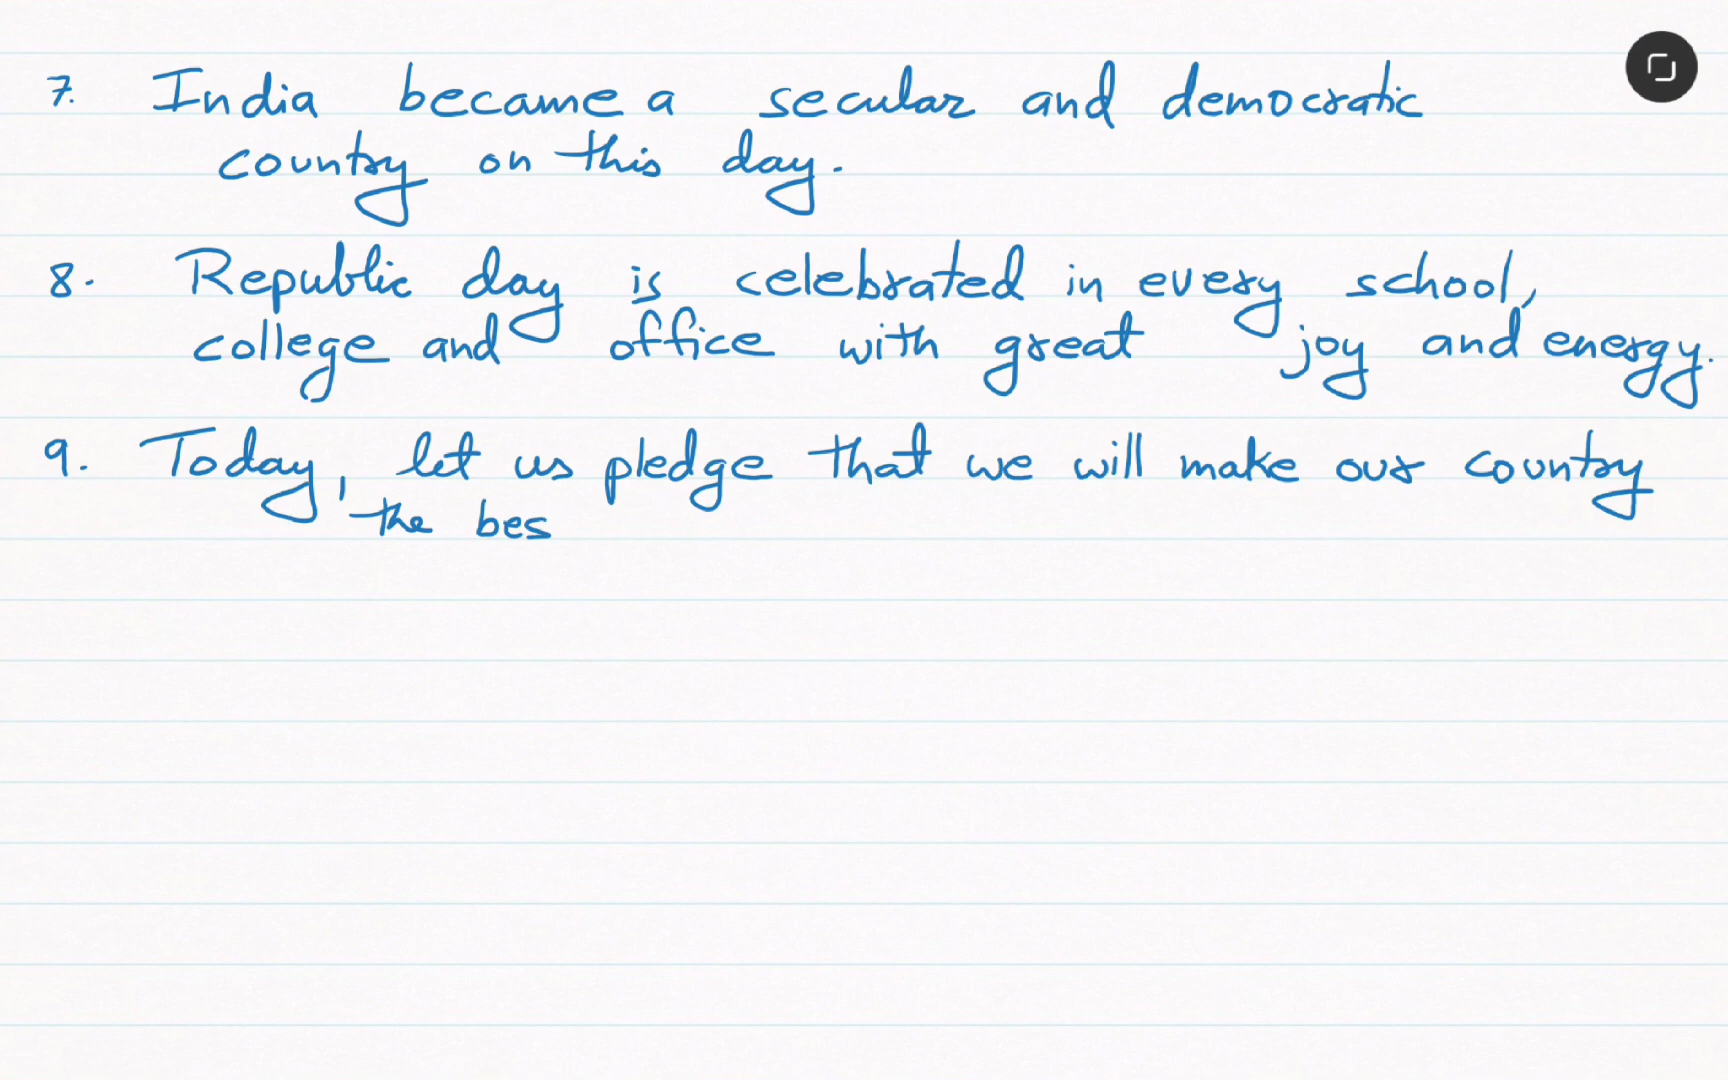 7. India became a secular and democratic
country on this day.
8. Republic day is celebrated in every school,
college and office with great joy and energy.
9. Today, let us pledge that we will make our country
the bes